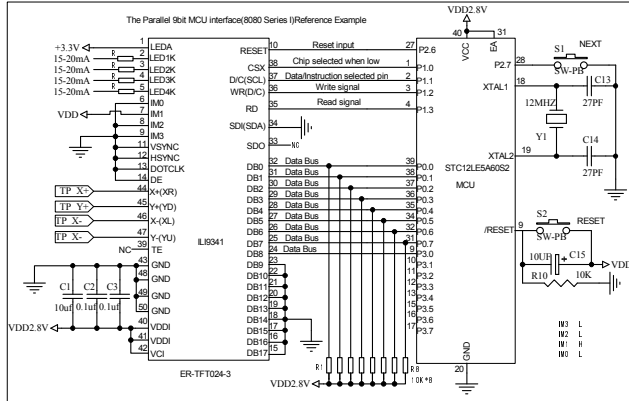 The Parallel 9bit MCU interface(8080 Series I)Reference Example
VDD2.8V
+3.3V
15-20mA R
15-20mA R
15-20mA R
15-20mA R
VDD
1 LEDA
2 LED1K
3 LED2K
4 LED3K
5 LED4K
6 IM0
7 IM1
8 IM2
9 IM3
11 VSYNC
12 HSYNC
13 DOTCLK
14 DE
TP X+ 44 X+(XR)
TP Y+ 45 Y+(YD)
TP X- 46 X-(XL)
TP X- 47 Y-(YU)
NC 39 TE
43 GND
48 GND
49 GND
50 GND
40 VDDI
41 VDDI
42 VCI
C1 C2 C3
10uf 0.1uf 0.1uf
VDD2.8V
ILI9341
ER-TFT024-3
RESET 10 Reset input 27 P2.6
CSX 38 Chip selected when low 1 P1.0
D/C(SCL) 37 Data/Instruction selected pin 2 P1.1
WR(D/C) 36 Write signal 3 P1.2
RD 35 Read signal 4 P1.3
SDI(SDA) 34
SDO 33 NC
DB0 32 Data Bus 39 P0.0
DB1 31 Data Bus 38 P0.1
DB2 30 Data Bus 37 P0.2
DB3 29 Data Bus 36 P0.3
DB4 28 Data Bus 35 P0.4
DB5 27 Data Bus 34 P0.5
DB6 26 Data Bus 32 P0.6
DB7 25 Data Bus 31 P0.7
DB8 24 Data Bus 9 P3.0
DB9 23
DB10 22
DB11 21
DB12 20
DB13 19
DB14 18
DB15 17
DB16 16
DB17 15
10 P3.1
P3.2
P3.3
P3.4
P3.5
16 P3.6
17 P3.7
R1 R8
10K*8
VDD2.8V
40 VCC
31 EA
STC12LE5A60S2
MCU
GND
20
P2.7 28
S1 NEXT
SW-PB
XTAL1 18
C13
27PF
12MHZ
Y1
XTAL2 19
C14
27PF
/RESET 9
S2 RESET
SW-PB
10UF + C15
R10 10K
VDD2.8V
IM3 L
IM2 L
IM1 H
IM0 L